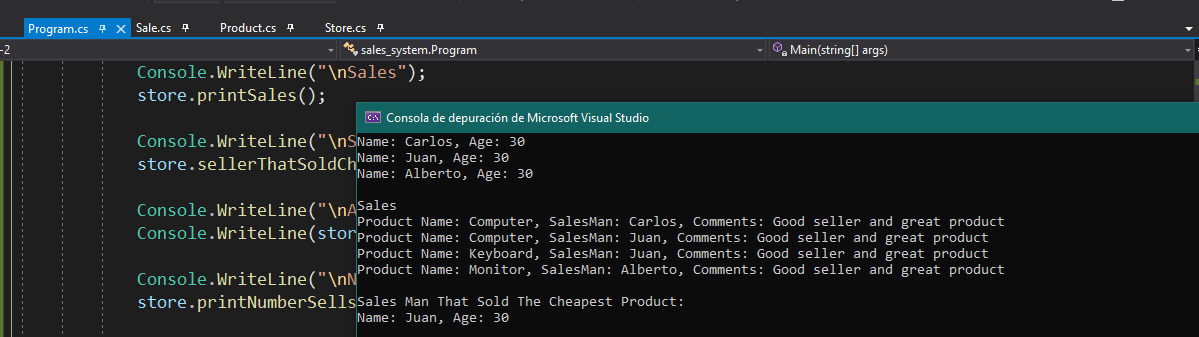 Program.cs Sale.cs Product.cs Store.cs
-2 sales_system.Program Main(string[] args)
Console.WriteLine("\nSales");
store.printSales();
Console.WriteLine("\nS
store.sellerThatSoldCh
Console.WriteLine("\nA
Console.WriteLine(stor
Console.WriteLine("\nN
store.printNumberSells
Consola de depuración de Microsoft Visual Studio
Name: Carlos, Age: 30
Name: Juan, Age: 30
Name: Alberto, Age: 30
Sales
Product Name: Computer, SalesMan: Carlos, Comments: Good seller and great product
Product Name: Computer, SalesMan: Juan, Comments: Good seller and great product
Product Name: Keyboard, SalesMan: Juan, Comments: Good seller and great product
Product Name: Monitor, SalesMan: Alberto, Comments: Good seller and great product
Sales Man That Sold The Cheapest Product:
Name: Juan, Age: 30